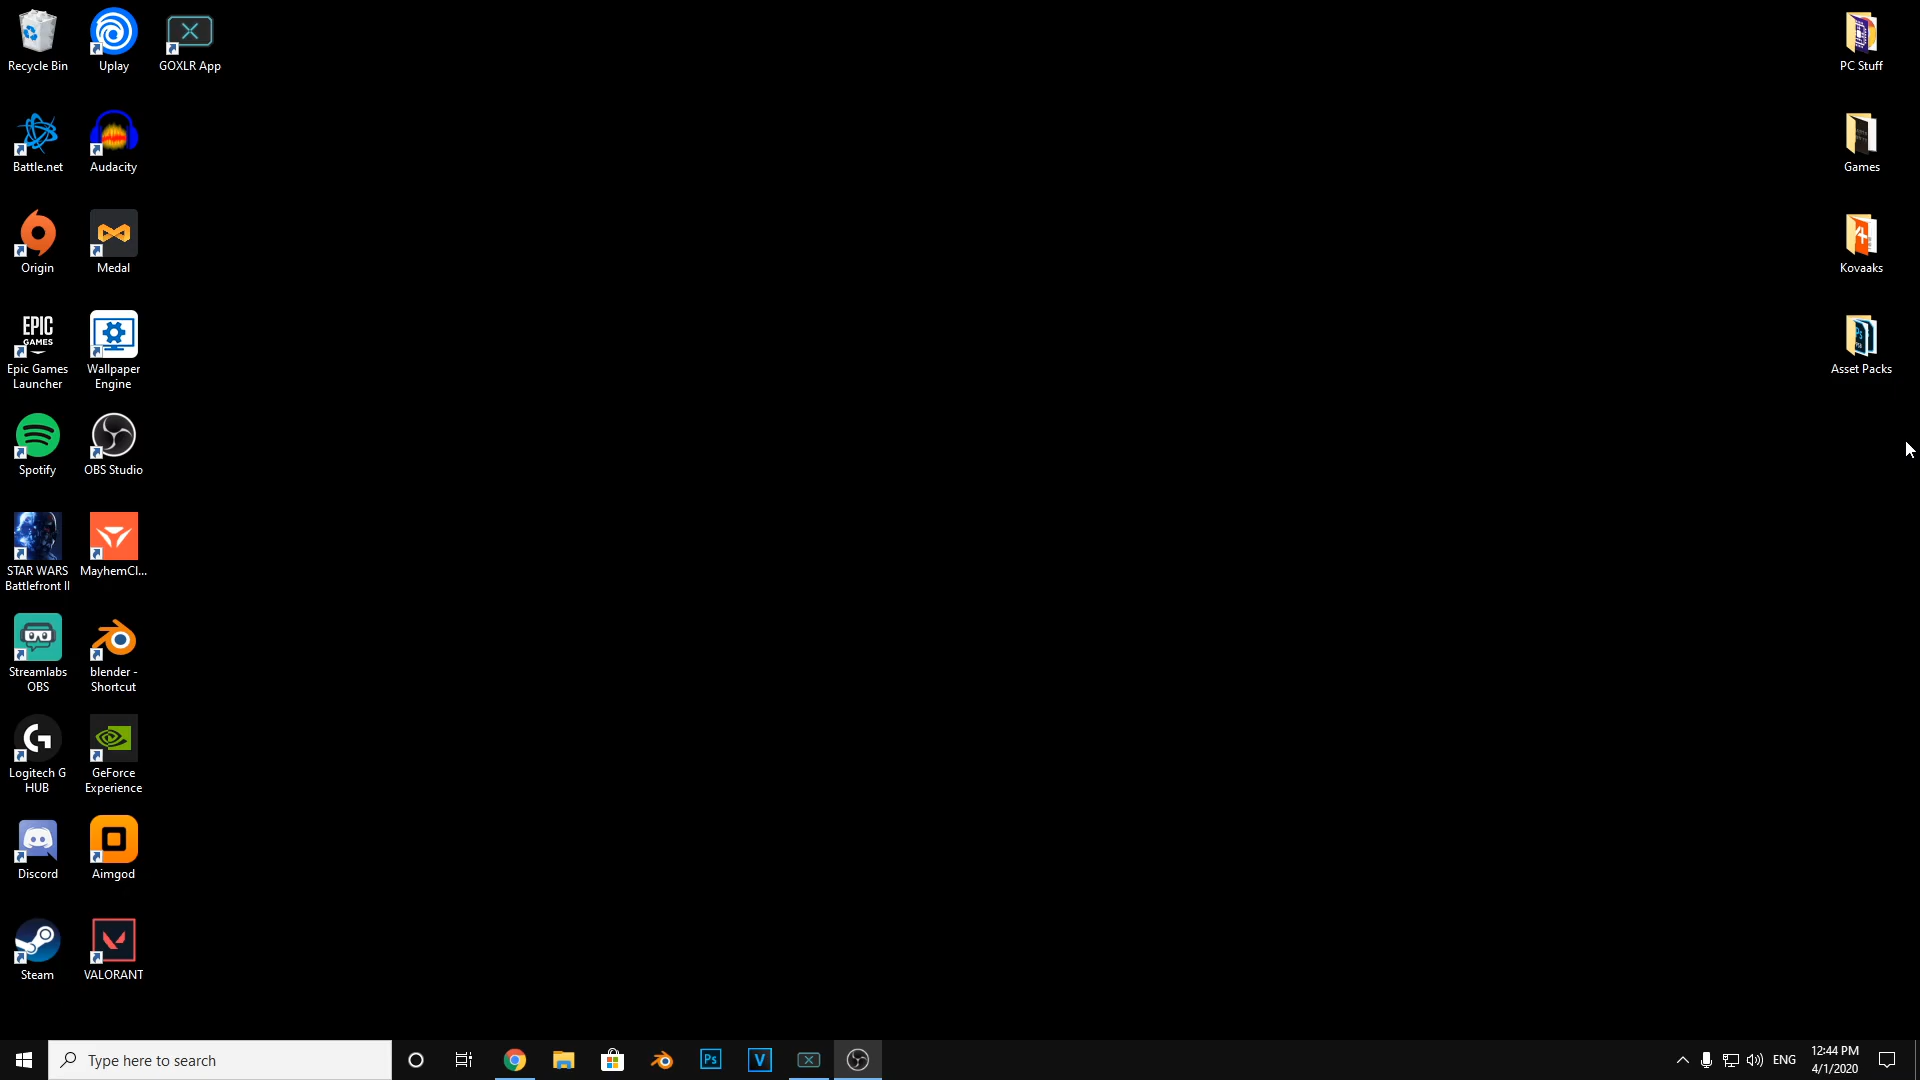 Recycle Bin
Uplay
GOXLR App
PC Stuff
Battle.net
Audacity
Games
Origin
Medal
Kovaaks
EPIC
GAMES
Epic Games
Launcher
Wallpaper
Engine
Asset Packs
Spotify
OBS Studio
STAR WARS
Battlefront II
MayhemCl...
Streamlabs
OBS
blender -
Shortcut
Logitech G
HUB
GeForce
Experience
Discord
Aimgod
Steam
VALORANT
Type here to search
Ps
V
ENG
12:44 PM
4/1/2020